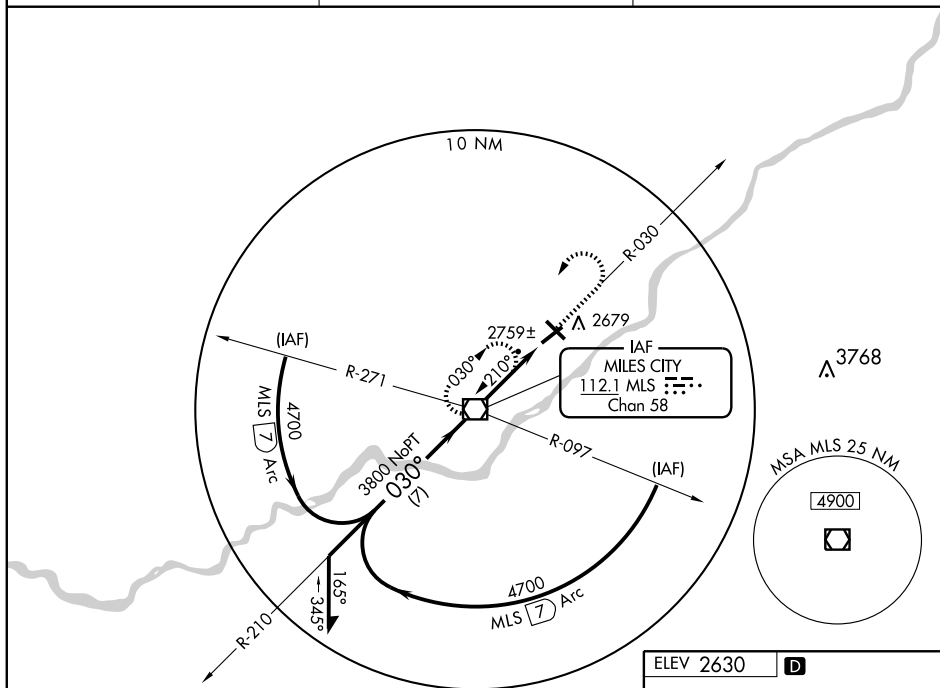 10 NM
R-030
2759±
2679
(IAF)
030°
210°
IAF
MILES CITY
112.1 MLS
Chan 58
3768
R-271
MLS 7 Arc
4700
R-097
(IAF)
3800 NoPT
030°
(7)
MSA MLS 25 NM
4900
165°
345°
4700
MLS 7 Arc
R-210
ELEV 2630 D